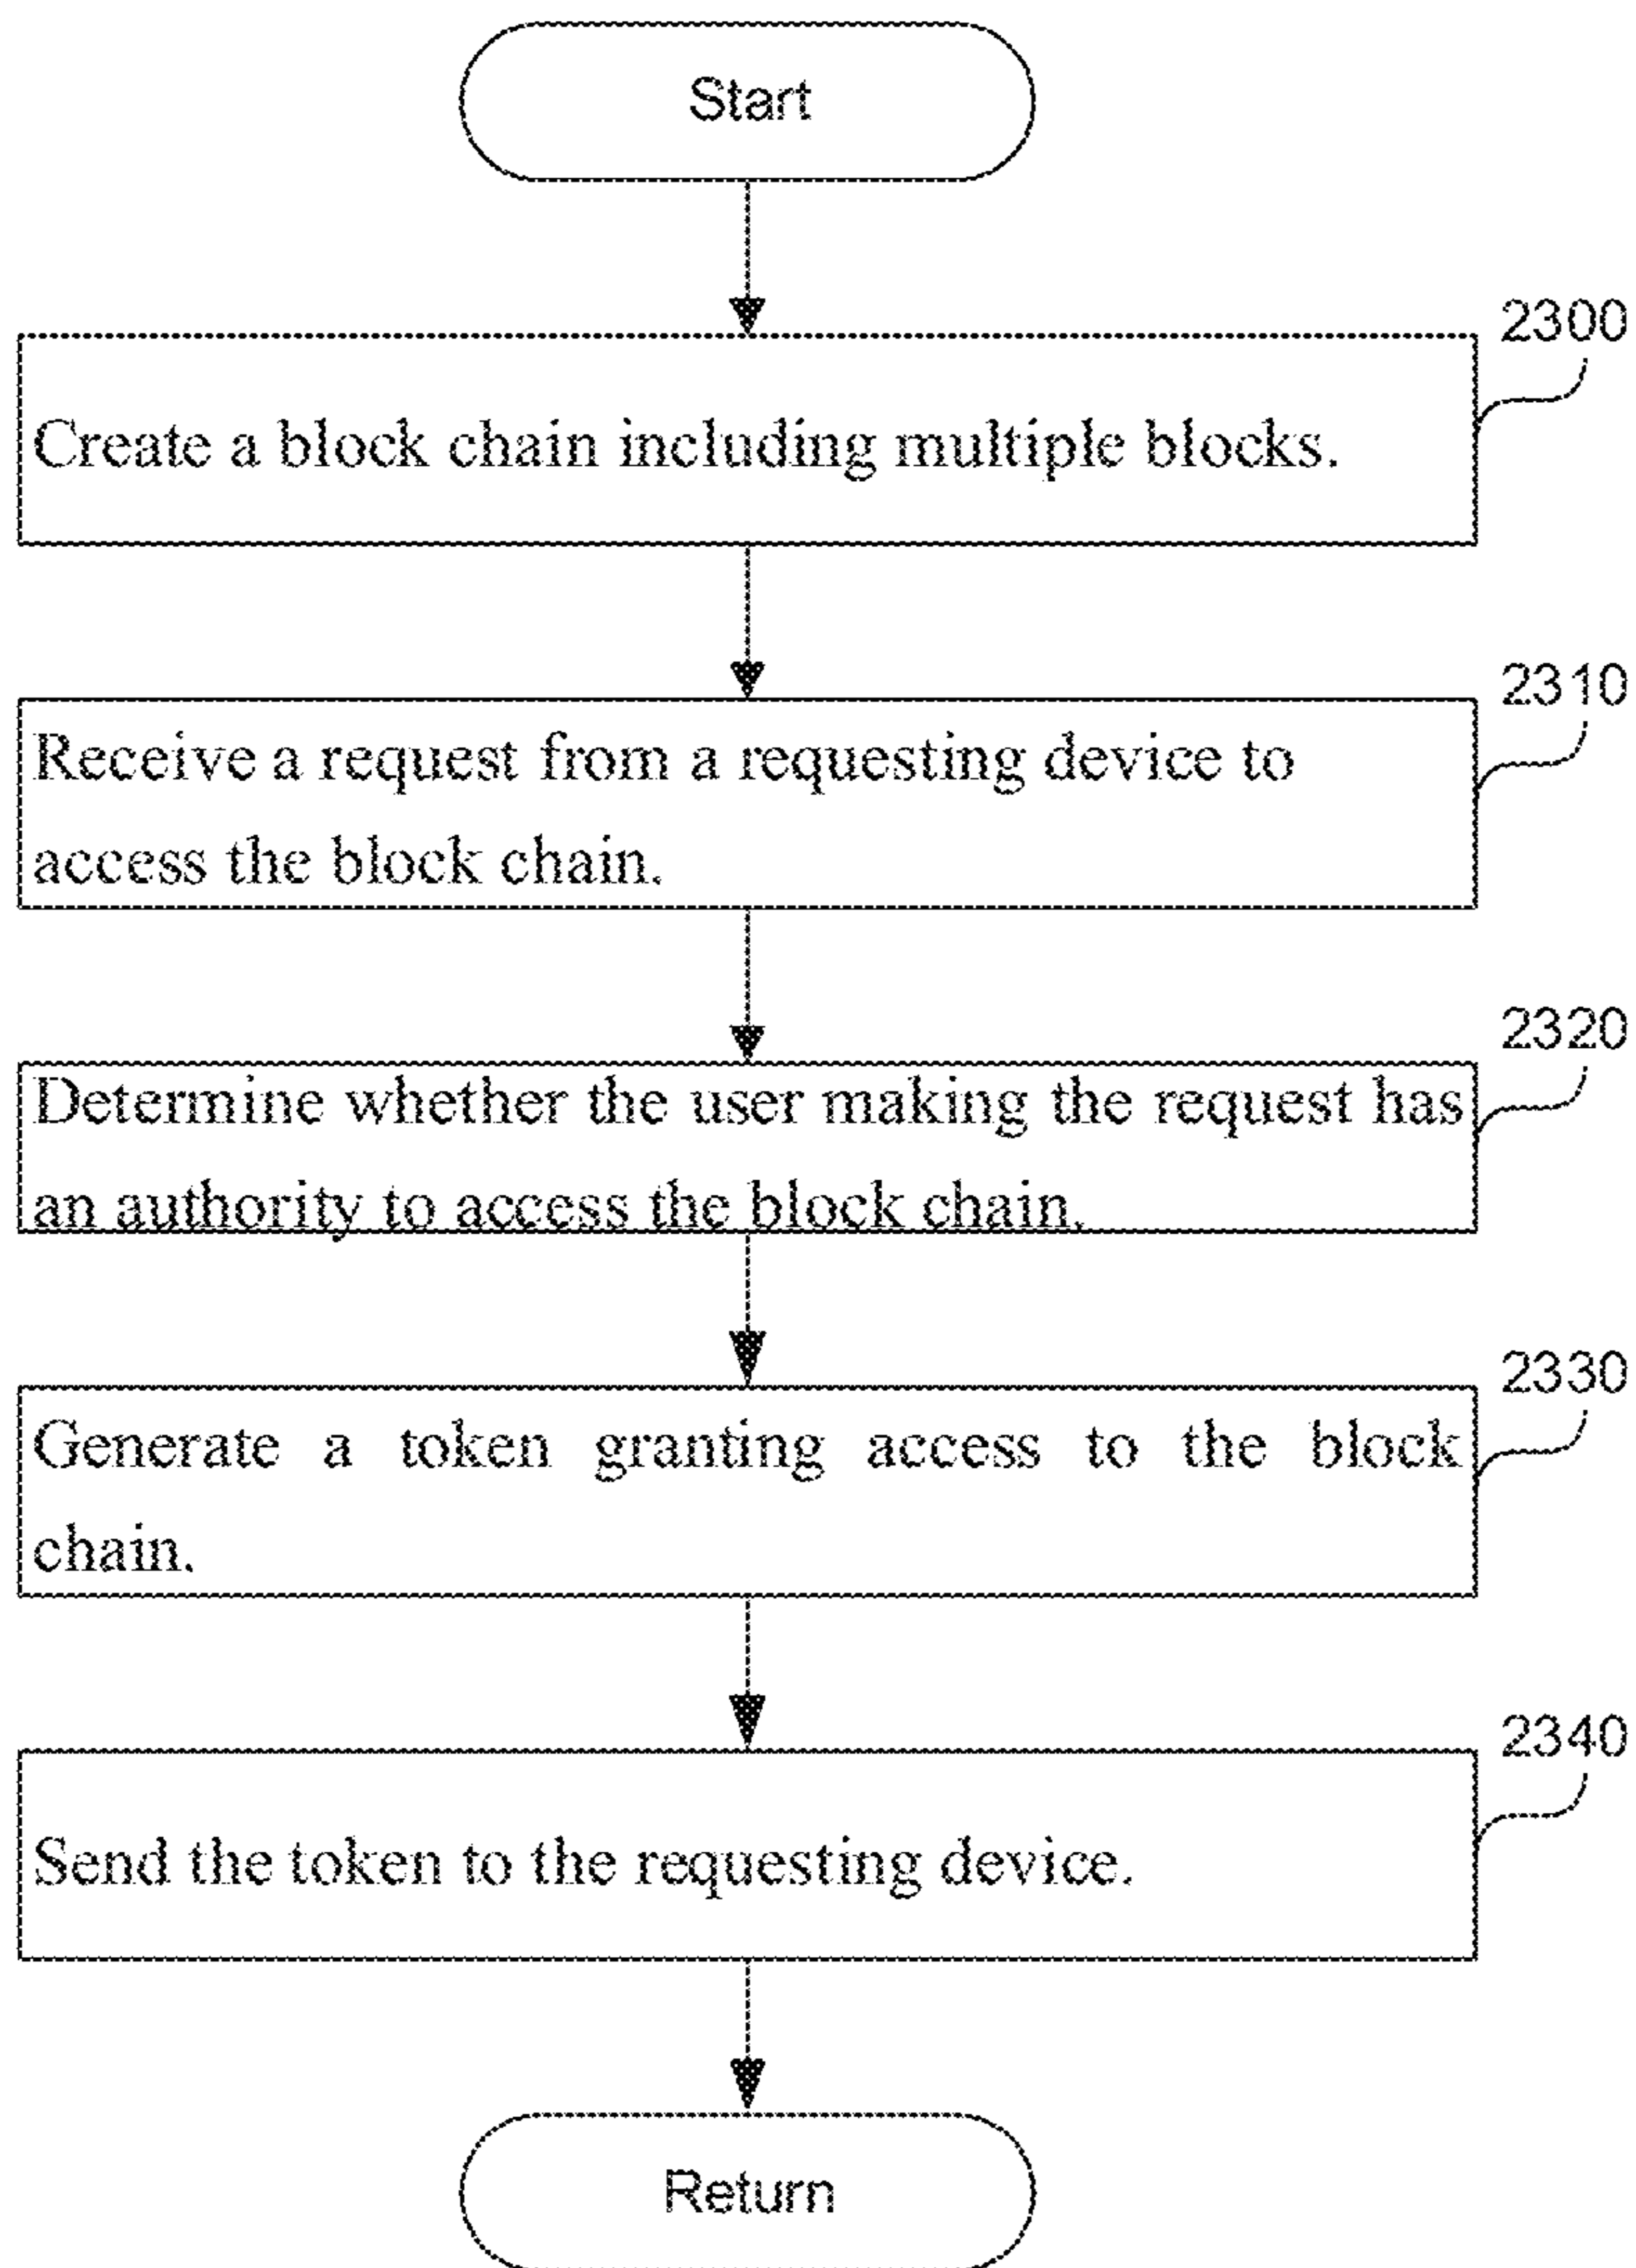 Start
2300
Create a block chain including multiple blocks.
2310
Receive a request from a requesting device to
access the block chain.
2320
Determine whether the user making the request has
an authority to access the block chain.
2330
Generate a token granting access to the block
chain.
2340
Send the token to the requesting device.
Return